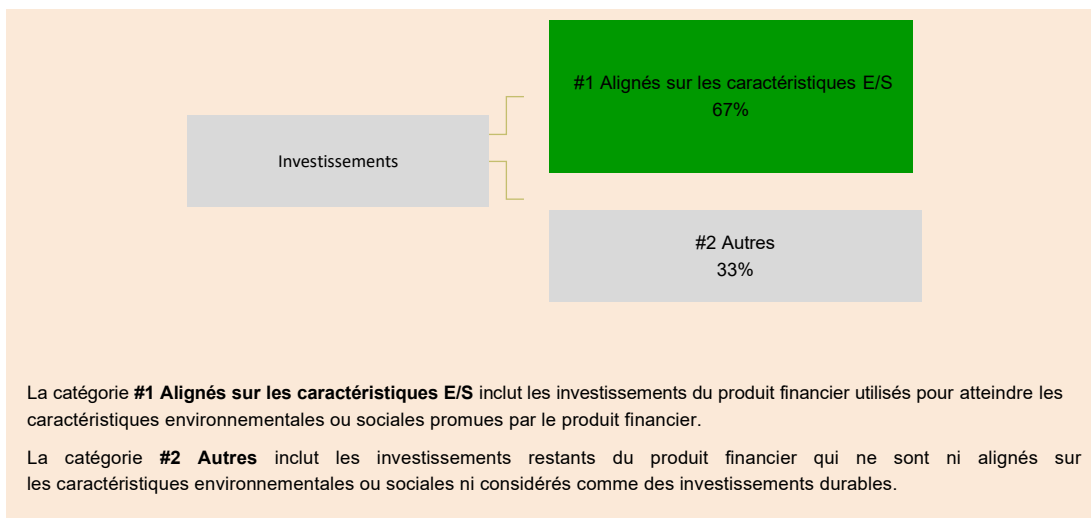 #1 Alignés sur les caractéristiques E/S
67%
Investissements
#2 Autres
33%
La catégorie #1 Alignés sur les caractéristiques E/S inclut les investissements du produit financier utilisés pour atteindre les
caractéristiques environnementales ou sociales promues par le produit financier.
La catégorie #2 Autres inclut les investissements restants du produit financier qui ne sont ni alignés sur
les caractéristiques environnementales ou sociales ni considérés comme des investissements durables.